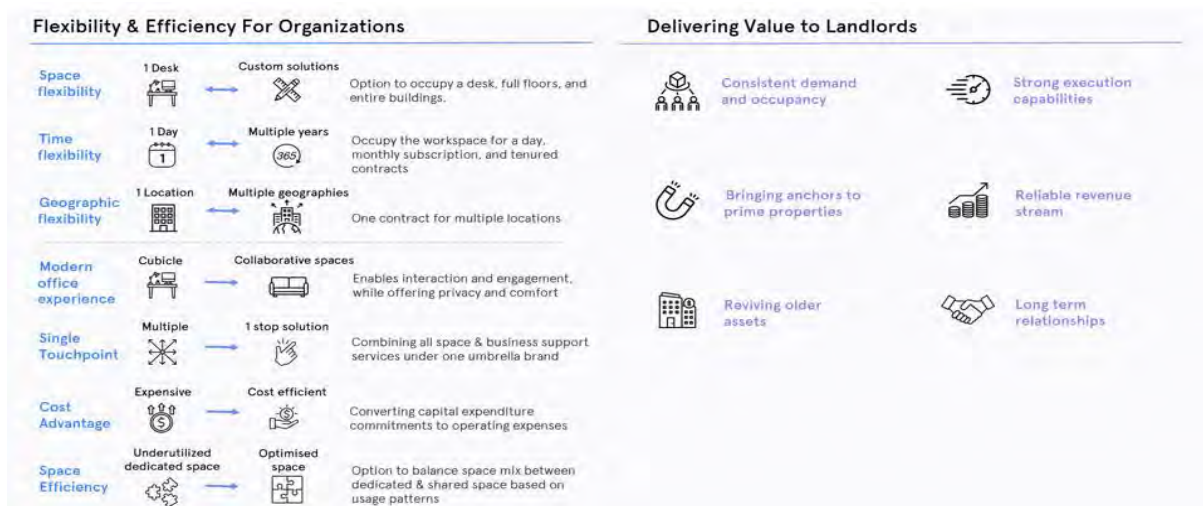 Flexibility & Efficiency For Organizations
Space
flexibility
1 Desk
Custom solutions
Option to occupy a desk, full floors, and
entire buildings.
Time
flexibility
1 Day
1
Multiple years
365
Occupy the workspace for a day,
monthly subscription, and tenured
contracts
Geographic
flexibility
1 Location
Multiple geographies
One contract for multiple locations
Modern
office
experience
Cubicle
Collaborative spaces
Enables interaction and engagement,
while offering privacy and comfort
Single
Touchpoint
Multiple
1 stop solution
Combining all space & business support
services under one umbrella brand
Cost
Advantage
Expensive
$
Cost efficient
$
Converting capital expenditure
commitments to operating expenses
Space
Efficiency
Underutilized
dedicated space
Optimised
space
Option to balance space mix between
dedicated & shared space based on
usage patterns
Delivering Value to Landlords
Consistent demand
and occupancy
Strong execution
capabilities
Bringing anchors to
prime properties
Reliable revenue
stream
Reviving older
assets
Long term
relationships